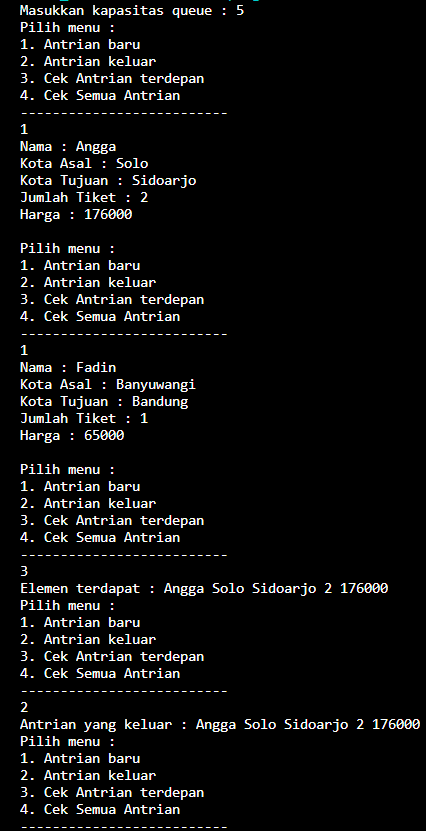 Masukkan kapasitas queue : 5
Pilih menu :
1. Antrian baru
2. Antrian keluar
3. Cek Antrian terdepan
4. Cek Semua Antrian
--------------------------
1
Nama : Angga
Kota Asal : Solo
Kota Tujuan : Sidoarjo
Jumlah Tiket : 2
Harga : 176000

Pilih menu :
1. Antrian baru
2. Antrian keluar
3. Cek Antrian terdepan
4. Cek Semua Antrian
--------------------------
1
Nama : Fadin
Kota Asal : Banyuwangi
Kota Tujuan : Bandung
Jumlah Tiket : 1
Harga : 65000

Pilih menu :
1. Antrian baru
2. Antrian keluar
3. Cek Antrian terdepan
4. Cek Semua Antrian
--------------------------
3
Elemen terdapat : Angga Solo Sidoarjo 2 176000
Pilih menu :
1. Antrian baru
2. Antrian keluar
3. Cek Antrian terdepan
4. Cek Semua Antrian
--------------------------
2
Antrian yang keluar : Angga Solo Sidoarjo 2 176000
Pilih menu :
1. Antrian baru
2. Antrian keluar
3. Cek Antrian terdepan
4. Cek Semua Antrian
--------------------------